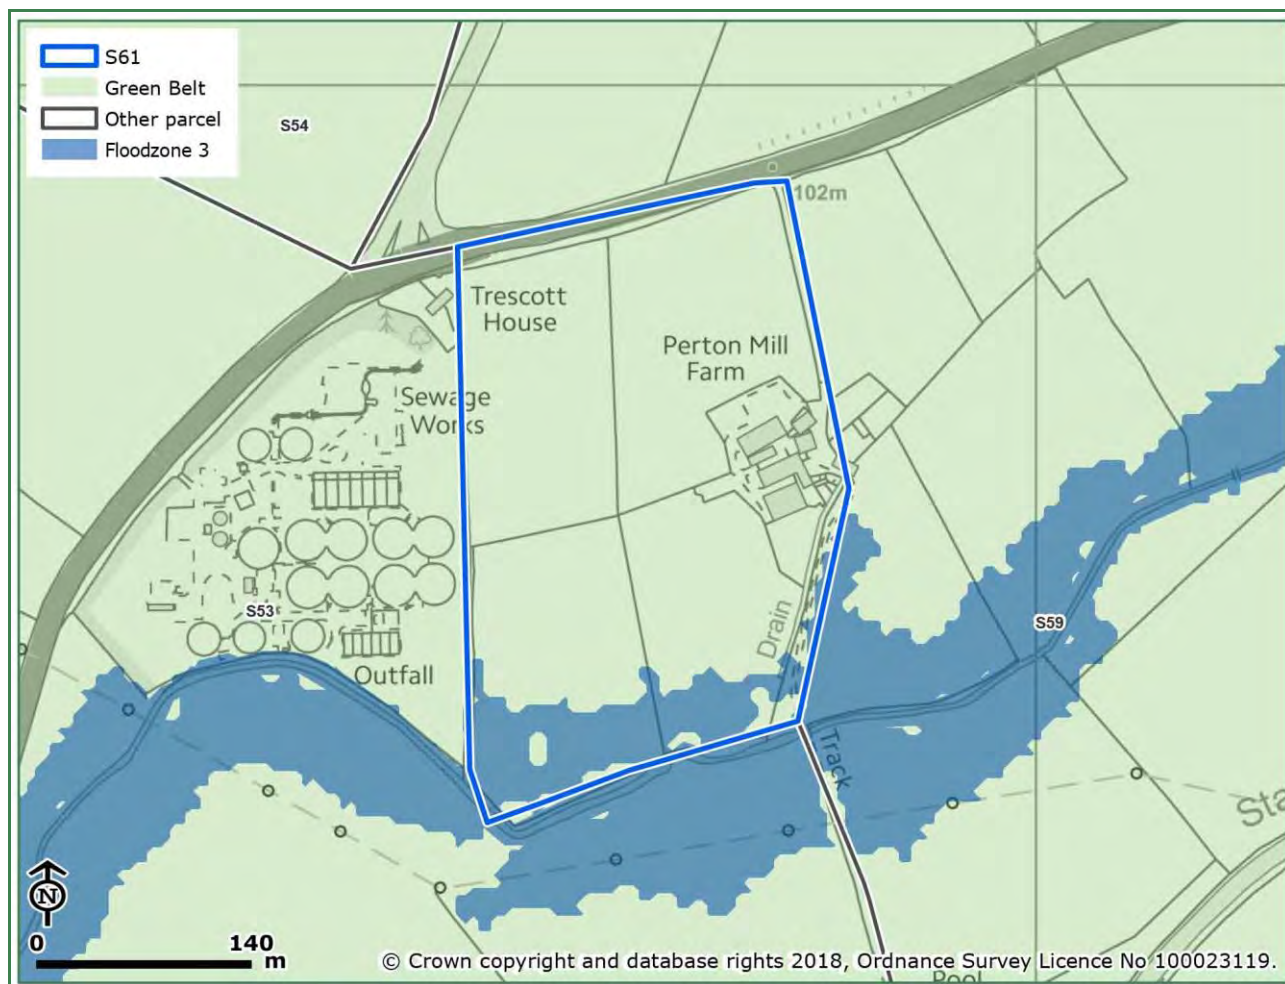 S61
Green Belt
Other parcel
Floodzone 3
S54
102m
Trescott
House
Perton Mill
Farm
Sewage
Works
S53
Outfall
Drain
S59
Track
Sta
N
0 140
m
Pool
© Crown copyright and database rights 2018, Ordnance Survey Licence No 100023119.